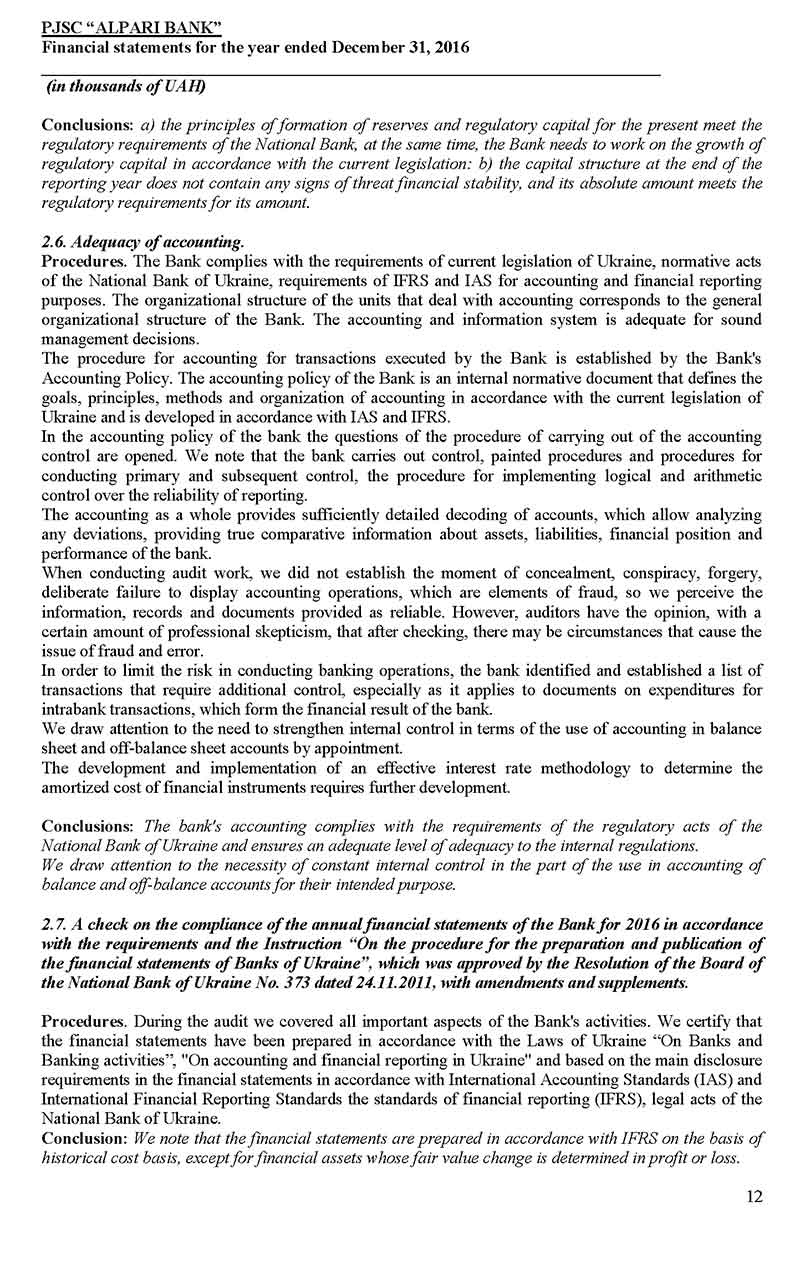 PJSC “ALPARI BANK”
Financial statements for the year ended December 31, 2016
(in thousands of UAH)
Conclusions: a) the principles of formation of reserves and regulatory capital for the present meet the
regulatory requirements of the National Bank, at the same time, the Bank needs to work on the growth of
regulatory capital in accordance with the current legislation: b) the capital structure at the end of the
reporting year does not contain any signs of threat financial stability, and its absolute amount meets the
regulatory requirements for its amount.
2.6. Adequacy of accounting.
Procedures. The Bank complies with the requirements of current legislation of Ukraine, normative acts
of the National Bank of Ukraine, requirements of IFRS and IAS for accounting and financial reporting
purposes. The organizational structure of the units that deal with accounting corresponds to the general
organizational structure of the Bank. The accounting and information system is adequate for sound
management decisions.
The procedure for accounting for transactions executed by the Bank is established by the Bank's
Accounting Policy. The accounting policy of the Bank is an internal normative document that defines the
goals, principles, methods and organization of accounting in accordance with the current legislation of
Ukraine and is developed in accordance with IAS and IFRS.
In the accounting policy of the bank the questions of the procedure of carrying out of the accounting
control are opened. We note that the bank carries out control, painted procedures and procedures for
conducting primary and subsequent control, the procedure for implementing logical and arithmetic
control over the reliability of reporting.
The accounting as a whole provides sufficiently detailed decoding of accounts, which allow analyzing
any deviations, providing true comparative information about assets, liabilities, financial position and
performance of the bank.
When conducting audit work, we did not establish the moment of concealment, conspiracy, forgery,
deliberate failure to display accounting operations, which are elements of fraud, so we perceive the
information, records and documents provided as reliable. However, auditors have the opinion, with a
certain amount of professional skepticism, that after checking, there may be circumstances that cause the
issue of fraud and error.
In order to limit the risk in conducting banking operations, the bank identified and established a list of
transactions that require additional control, especially as it applies to documents on expenditures for
intrabank transactions, which form the financial result of the bank.
We draw attention to the need to strengthen internal control in terms of the use of accounting in balance
sheet and off-balance sheet accounts by appointment.
The development and implementation of an effective interest rate methodology to determine the
amortized cost of financial instruments requires further development.
Conclusions: The bank's accounting complies with the requirements of the regulatory acts of the
National Bank of Ukraine and ensures an adequate level of adequacy to the internal regulations.
We draw attention to the necessity of constant internal control in the part of the use in accounting of
balance and off-balance accounts for their intended purpose.
2.7. A check on the compliance of the annual financial statements of the Bank for 2016 in accordance
with the requirements and the Instruction “On the procedure for the preparation and publication of
the financial statements of Banks of Ukraine”, which was approved by the Resolution of the Board of
the National Bank of Ukraine No. 373 dated 24.11.2011, with amendments and supplements.
Procedures. During the audit we covered all important aspects of the Bank's activities. We certify that
the financial statements have been prepared in accordance with the Laws of Ukraine “On Banks and
Banking activities”, "On accounting and financial reporting in Ukraine" and based on the main disclosure
requirements in the financial statements in accordance with International Accounting Standards (IAS) and
International Financial Reporting Standards the standards of financial reporting (IFRS), legal acts of the
National Bank of Ukraine.
Conclusion: We note that the financial statements are prepared in accordance with IFRS on the basis of
historical cost basis, except for financial assets whose fair value change is determined in profit or loss.
12